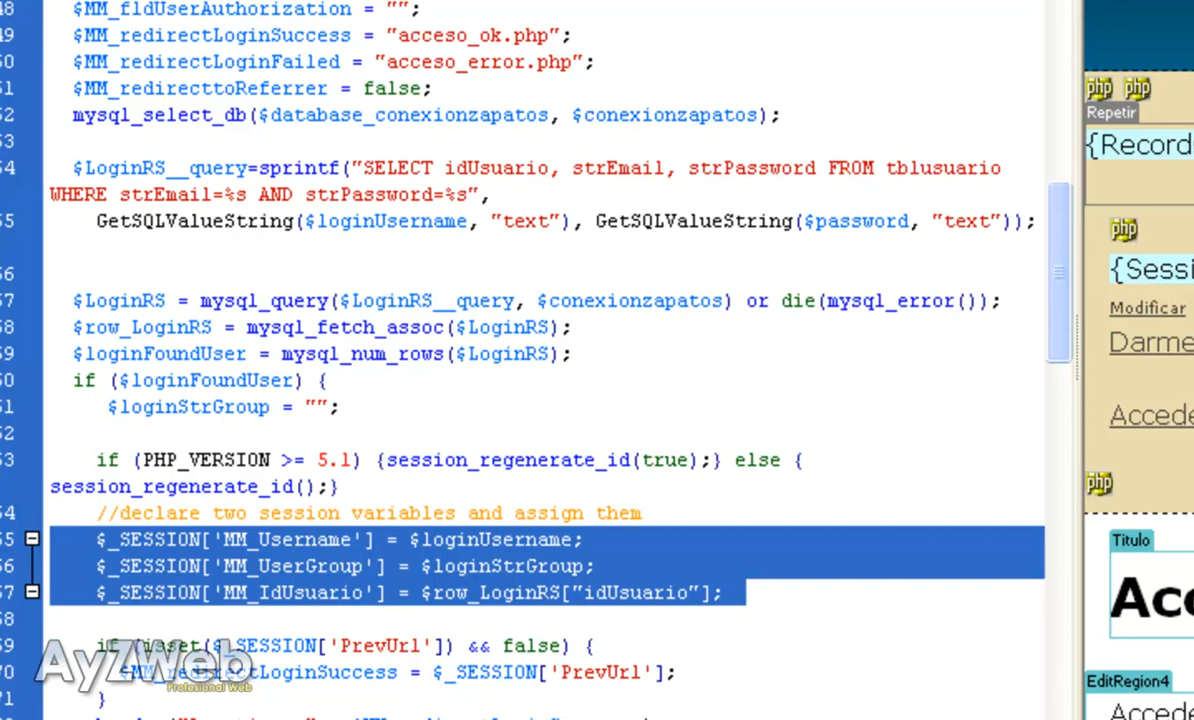 48 $MM_fldUserAuthorization = "";
49 $MM_redirectLoginSuccess = "acceso_ok.php";
50 $MM_redirectLoginFailed = "acceso_error.php";
51 $MM_redirecttoReferrer = false;
52 mysql_select_db($database_conexionzapatos, $conexionzapatos);
53
54 $LoginRS__query=sprintf("SELECT idUsuario, strEmail, strPassword FROM tblusuario
WHERE strEmail=%s AND strPassword=%s",
55 GetSQLValueString($loginUsername, "text"), GetSQLValueString($password, "text"));
56
57 $LoginRS = mysql_query($LoginRS__query, $conexionzapatos) or die(mysql_error());
58 $row_LoginRS = mysql_fetch_assoc($LoginRS);
59 $loginFoundUser = mysql_num_rows($LoginRS);
60 if ($loginFoundUser) {
61 $loginStrGroup = "";
62
63 if (PHP_VERSION >= 5.1) {session_regenerate_id(true);} else {
session_regenerate_id();}
64 //declare two session variables and assign them
65 $_SESSION['MM_Username'] = $loginUsername;
66 $_SESSION['MM_UserGroup'] = $loginStrGroup;
67 $_SESSION['MM_IdUsuario'] = $row_LoginRS["idUsuario"];
68
69 if (isset($_SESSION['PrevUrl']) && false) {
70 $MM_redirectLoginSuccess = $_SESSION['PrevUrl'];
71 }
AyZWeb
Profesional Web
php php
Repetir
{Records
php
{Sessi
Modificar
Darme
Accede
php
Titulo
Acc
EditRegion4
Accede